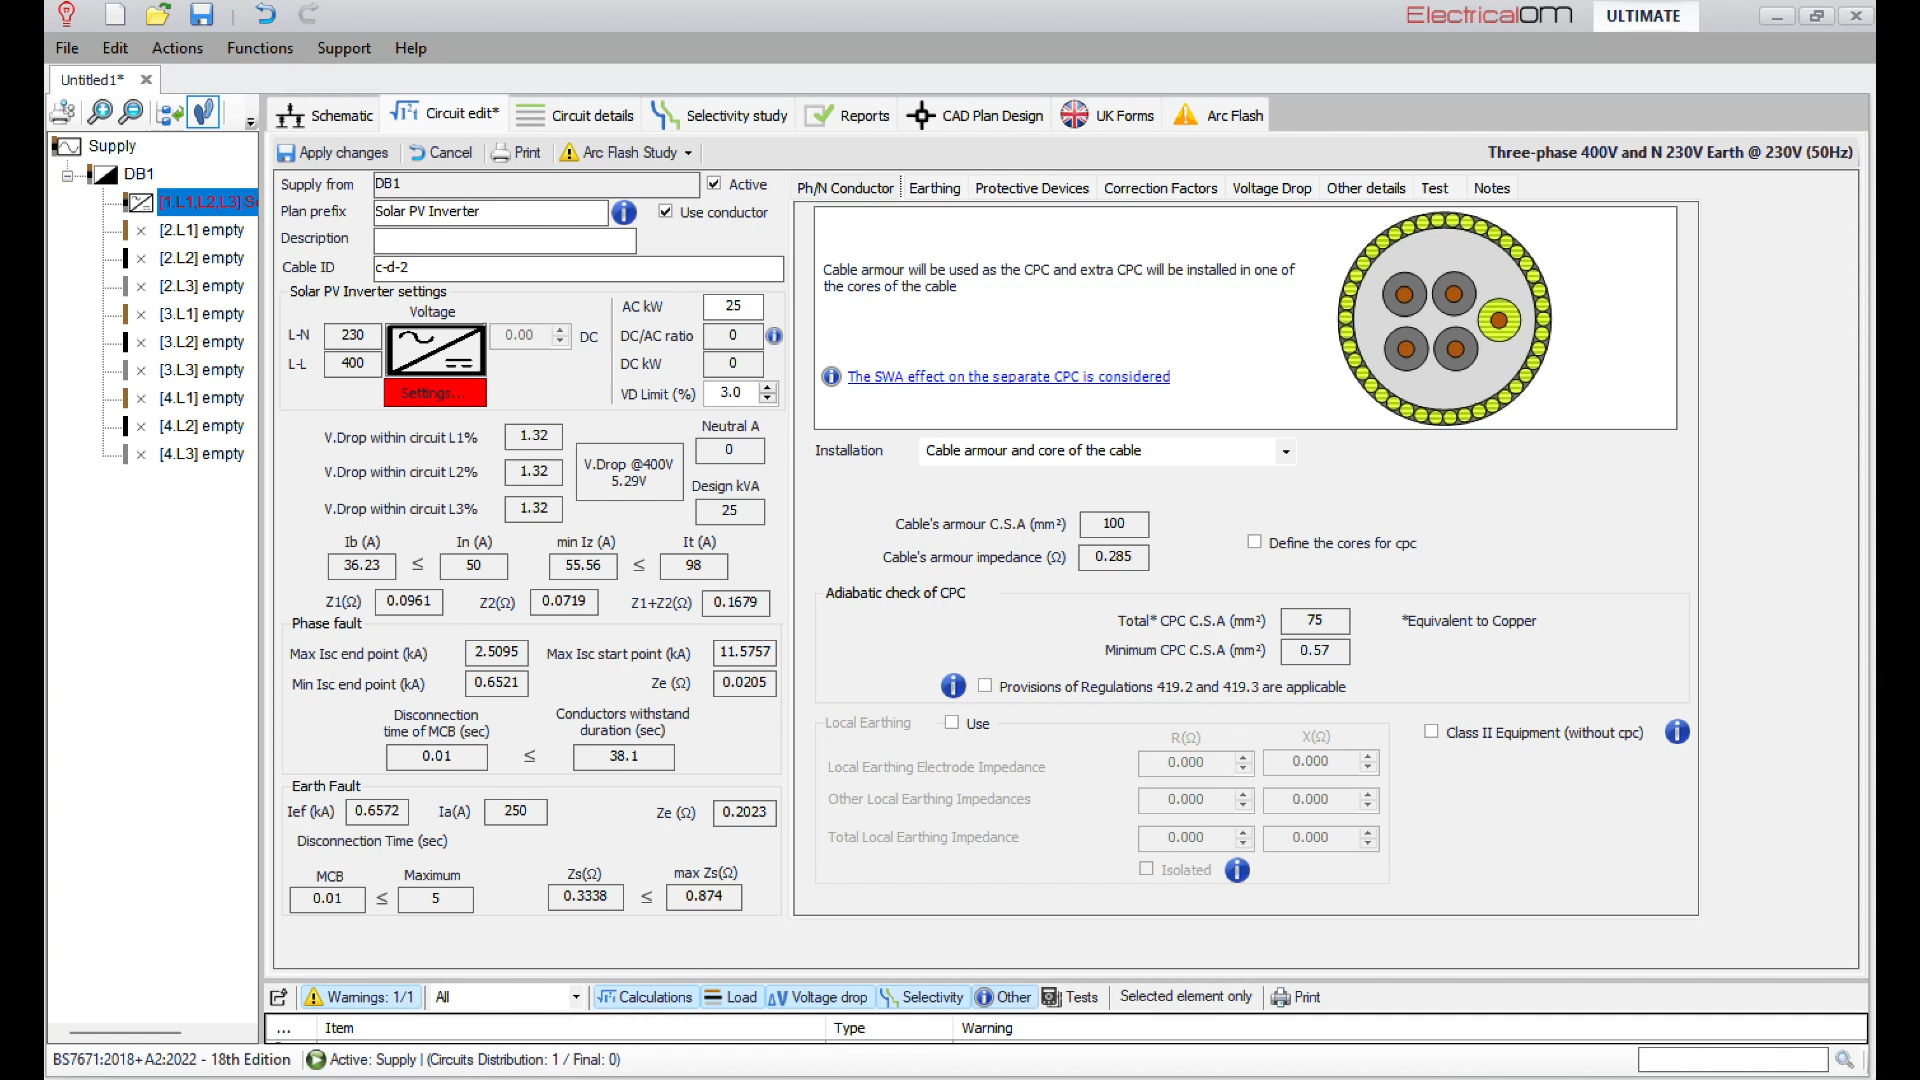 ElectricalOM ULTIMATE
File Edit Actions Functions Support Help
Untitled1*
Schematic Circuit edit* Circuit details Selectivity study Reports CAD Plan Design UK Forms Arc Flash
Supply
DB1
[1.L1,L2,L3] S
[2.L1] empty
[2.L2] empty
[2.L3] empty
[3.L1] empty
[3.L2] empty
[3.L3] empty
[4.L1] empty
[4.L2] empty
[4.L3] empty
Apply changes Cancel Print Arc Flash Study Three-phase 400V and N 230V Earth @ 230V (50Hz)
Supply from DB1 Active
Plan prefix Solar PV Inverter Use conductor
Description
Cable ID c-d-2
Solar PV Inverter settings
Voltage AC kW 25
L-N 230 0.00 DC DC/AC ratio 0
L-L 400 DC kW 0
Settings... VD Limit (%) 3.0
Neutral A
V.Drop within circuit L1% 1.32 0
V.Drop within circuit L2% 1.32 V.Drop @400V
5.29V
Design kVA
V.Drop within circuit L3% 1.32 25
Ib (A) In (A) min Iz (A) It (A)
36.23 ≤ 50 55.56 ≤ 98
Z1(Ω) 0.0961 Z2(Ω) 0.0719 Z1+Z2(Ω) 0.1679
Phase fault
Max Isc end point (kA) 2.5095 Max Isc start point (kA) 11.5757
Min Isc end point (kA) 0.6521 Ze (Ω) 0.0205
Disconnection
time of MCB (sec)
Conductors withstand
duration (sec)
0.01 ≤ 38.1
Earth Fault
Ief (kA) 0.6572 Ia(A) 250 Ze (Ω) 0.2023
Disconnection Time (sec)
MCB Maximum Zs(Ω) max Zs(Ω)
0.01 ≤ 5 0.3338 ≤ 0.874
Ph/N Conductor Earthing Protective Devices Correction Factors Voltage Drop Other details Test Notes
Cable armour will be used as the CPC and extra CPC will be installed in one of
the cores of the cable
The SWA effect on the separate CPC is considered
Installation Cable armour and core of the cable
Cable's armour C.S.A (mm²) 100
Cable's armour impedance (Ω) 0.285
Define the cores for cpc
Adiabatic check of CPC
Total* CPC C.S.A (mm²) 75 *Equivalent to Copper
Minimum CPC C.S.A (mm²) 0.57
Provisions of Regulations 419.2 and 419.3 are applicable
Local Earthing Use
Class II Equipment (without cpc)
R(Ω) X(Ω)
Local Earthing Electrode Impedance 0.000 0.000
Other Local Earthing Impedances 0.000 0.000
Total Local Earthing Impedance 0.000 0.000
Isolated
Warnings: 1/1 All Calculations Load ΔV Voltage drop Selectivity Other Tests Selected element only Print
... Item Type Warning
BS7671:2018+A2:2022 - 18th Edition Active: Supply | (Circuits Distribution: 1 / Final: 0)